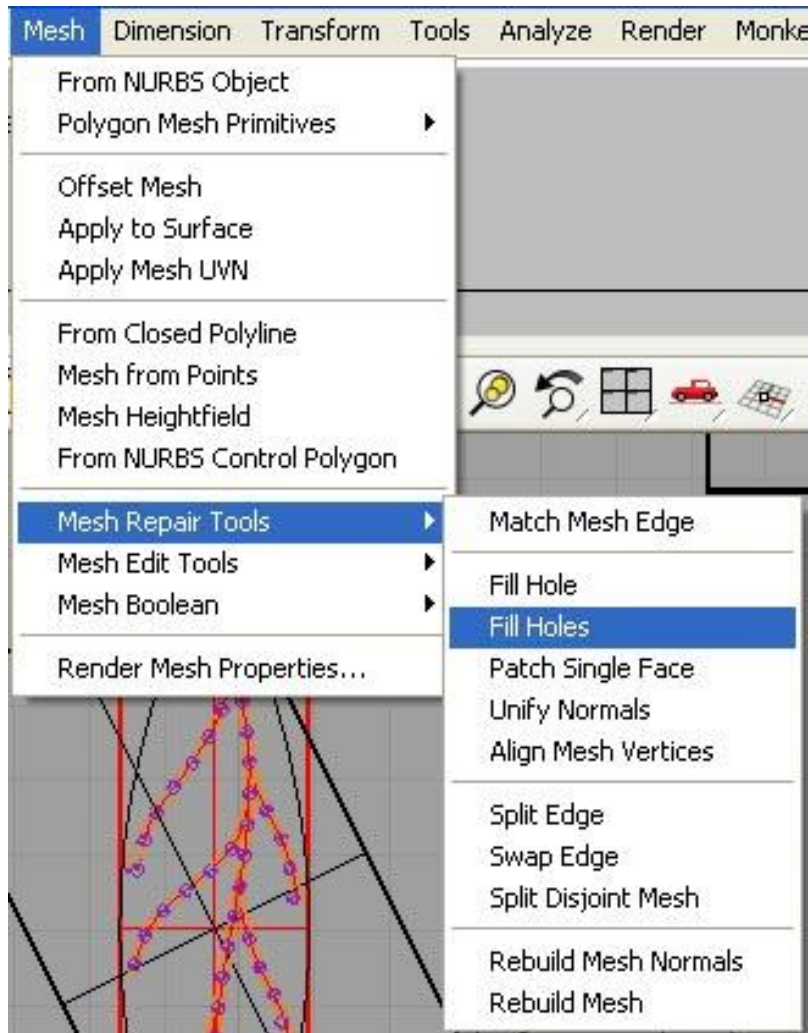 Mesh Dimension Transform Tools Analyze Render Monke
From NURBS Object
Polygon Mesh Primitives
Offset Mesh
Apply to Surface
Apply Mesh UVN
From Closed Polyline
Mesh from Points
Mesh Heightfield
From NURBS Control Polygon
Mesh Repair Tools
Mesh Edit Tools
Mesh Boolean
Render Mesh Properties...
Match Mesh Edge
Fill Hole
Fill Holes
Patch Single Face
Unify Normals
Align Mesh Vertices
Split Edge
Swap Edge
Split Disjoint Mesh
Rebuild Mesh Normals
Rebuild Mesh